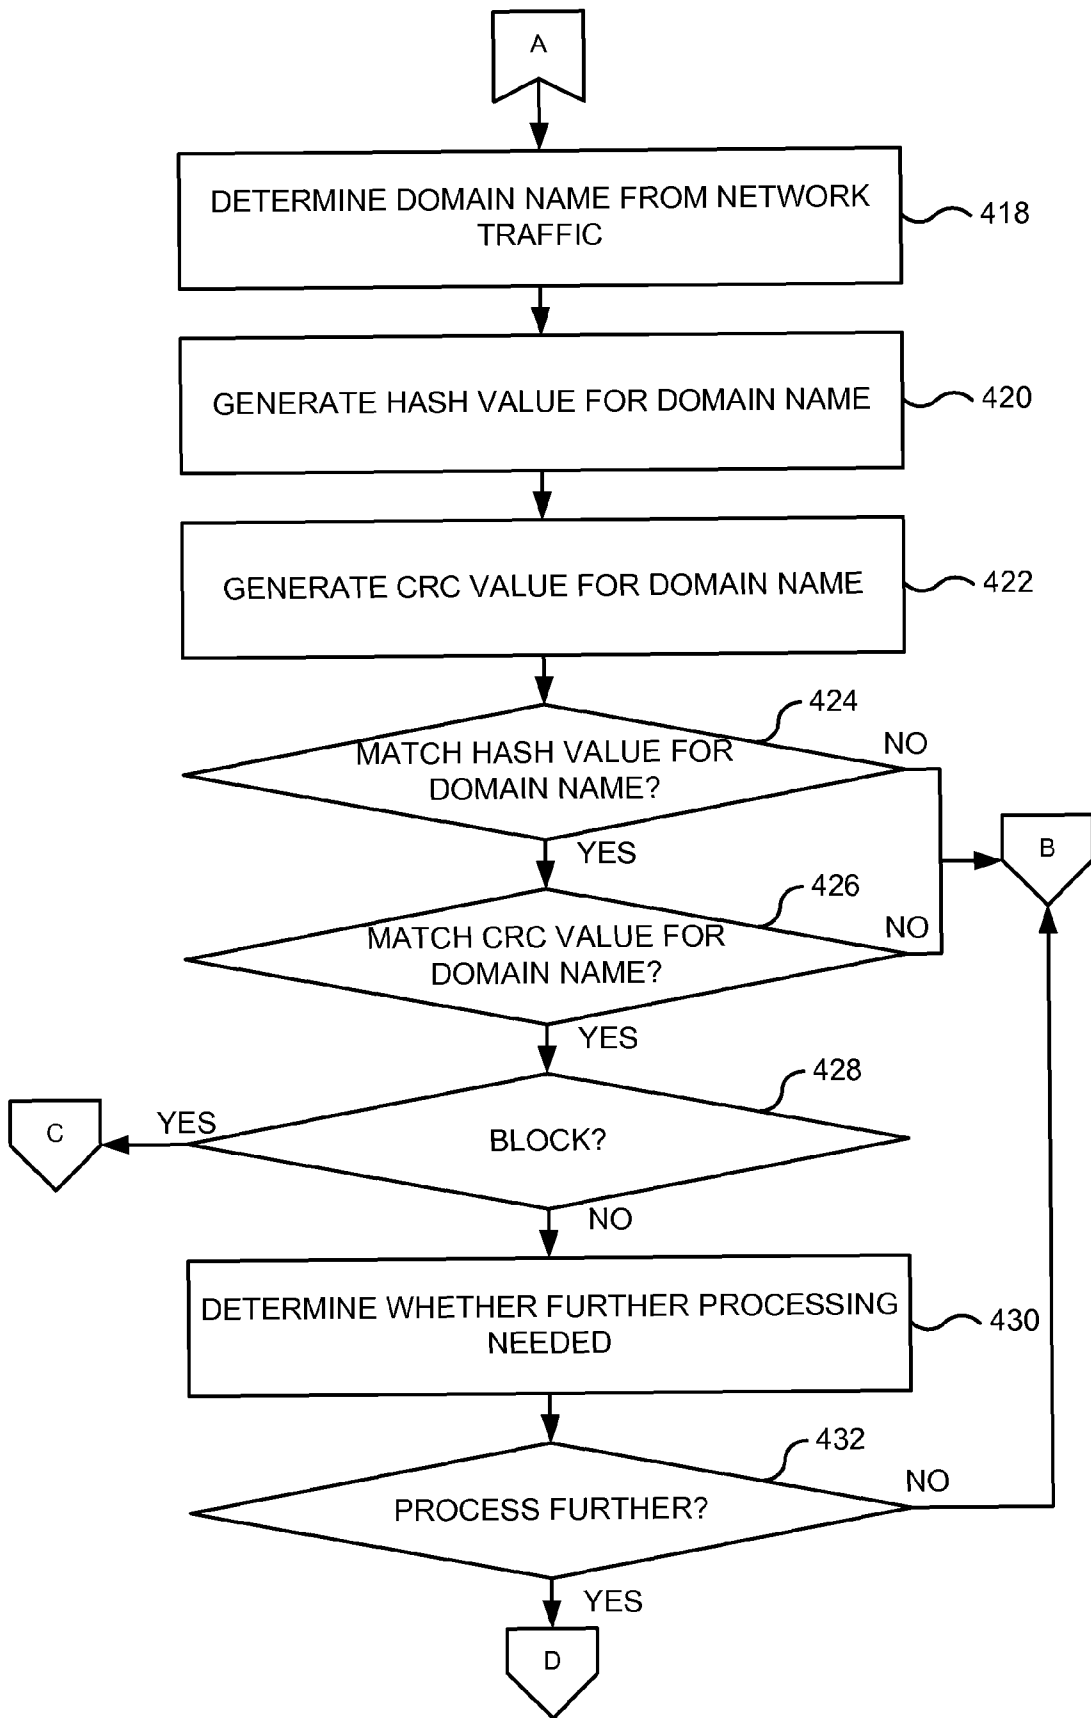 A
DETERMINE DOMAIN NAME FROM NETWORK
TRAFFIC
418
GENERATE HASH VALUE FOR DOMAIN NAME
420
GENERATE CRC VALUE FOR DOMAIN NAME
422
424
MATCH HASH VALUE FOR
DOMAIN NAME?
NO
YES
B
426
MATCH CRC VALUE FOR
DOMAIN NAME?
NO
YES
428
YES
C
BLOCK?
NO
DETERMINE WHETHER FURTHER PROCESSING
NEEDED
430
432
NO
PROCESS FURTHER?
YES
D